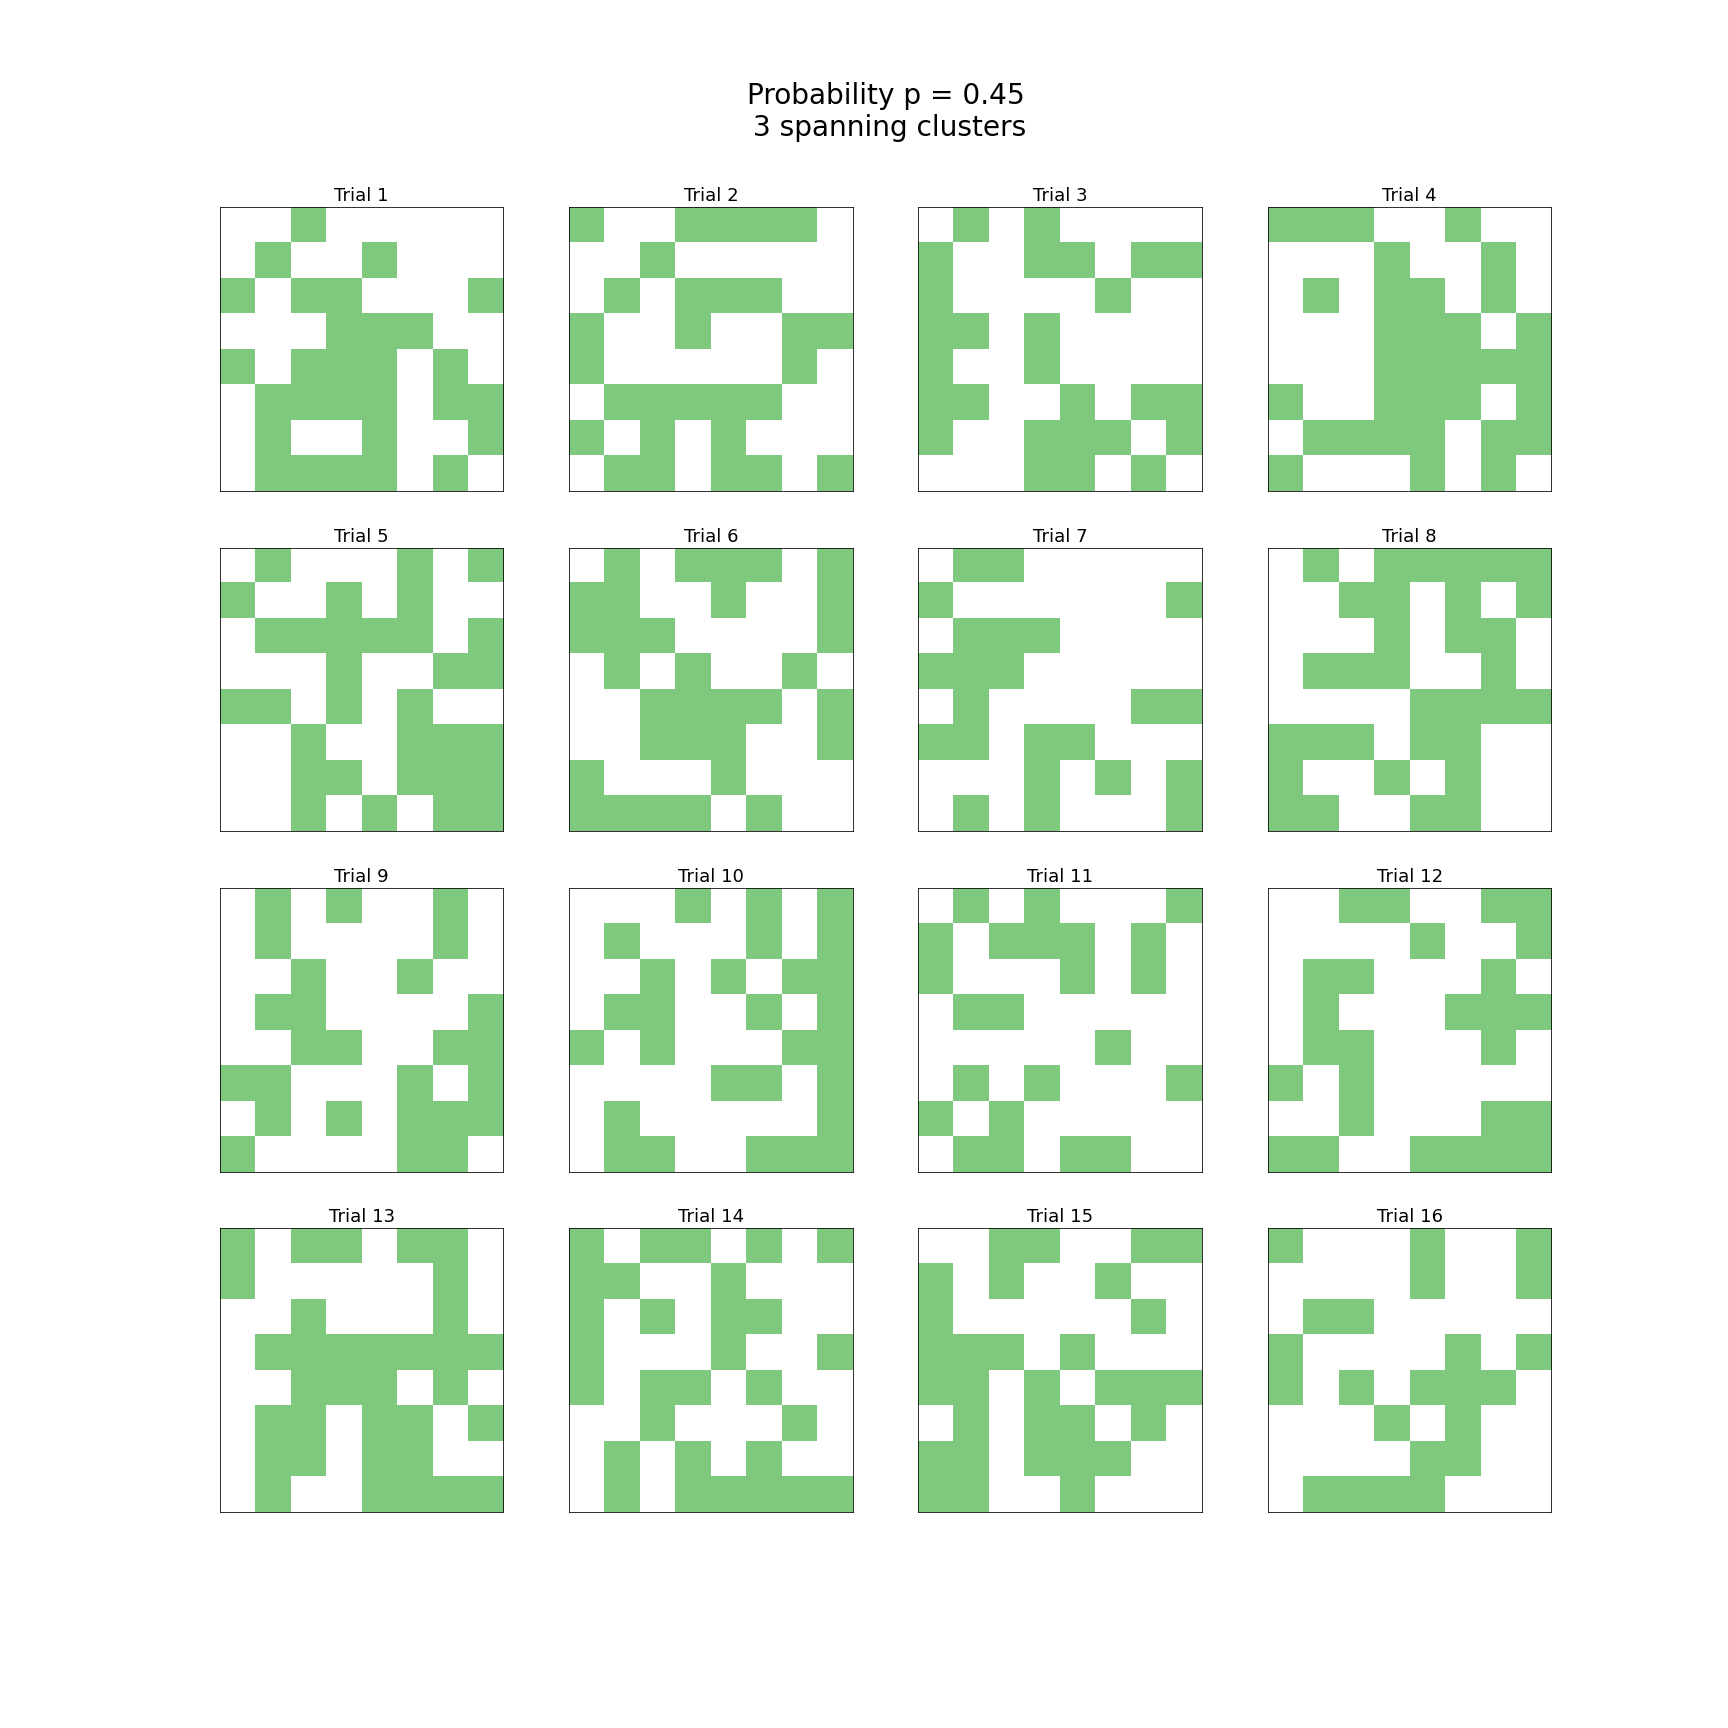 Probability p = 0.45
3 spanning clusters
Trial 1
Trial 2
Trial 3
Trial 4
Trial 5
Trial 6
Trial 7
Trial 8
Trial 9
Trial 10
Trial 11
Trial 12
Trial 13
Trial 14
Trial 15
Trial 16